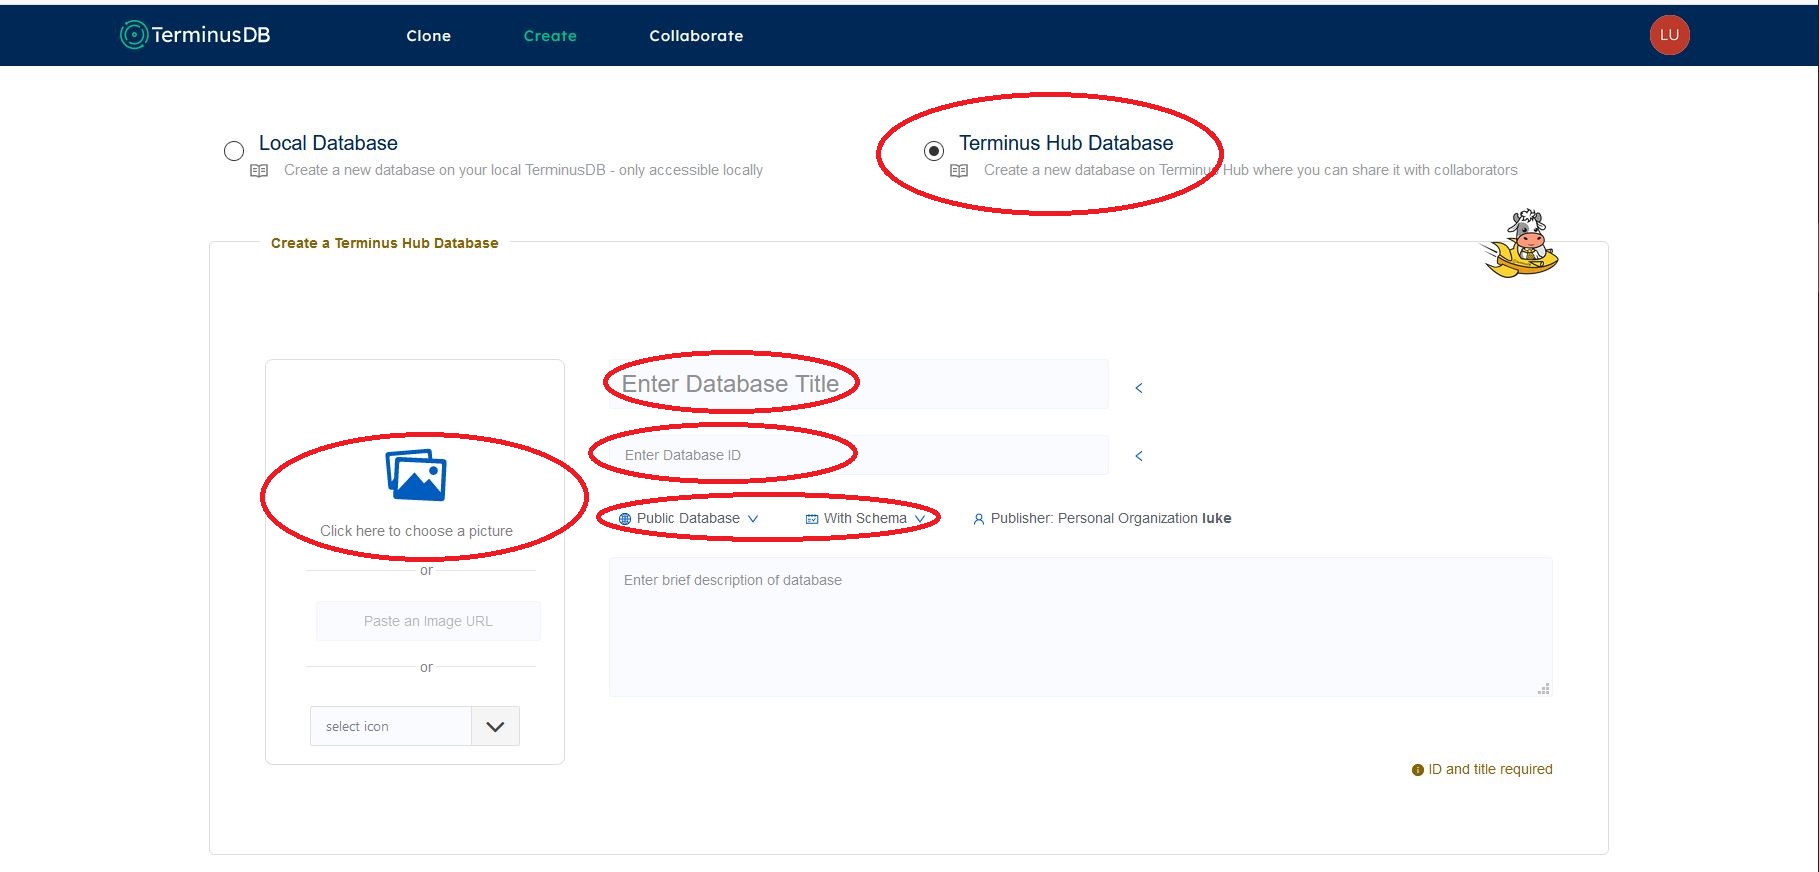 TerminusDB Clone Create Collaborate LU
Local Database
Create a new database on your local TerminusDB - only accessible locally
Terminus Hub Database
Create a new database on Terminus Hub where you can share it with collaborators
Create a Terminus Hub Database
Click here to choose a picture
or
Paste an Image URL
or
select icon
Enter Database Title
Enter Database ID
Public Database With Schema Publisher: Personal Organization luke
Enter brief description of database
ID and title required